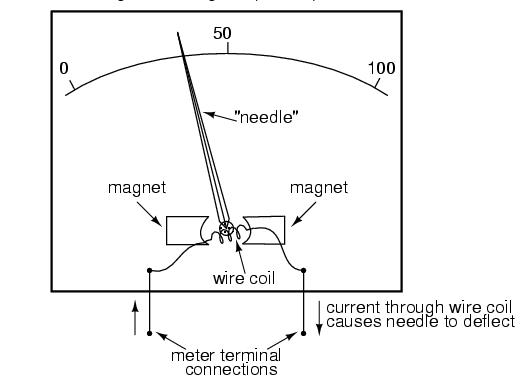 50
0
100
"needle"
magnet
magnet
wire coil
current through wire coil
causes needle to deflect
meter terminal
connections